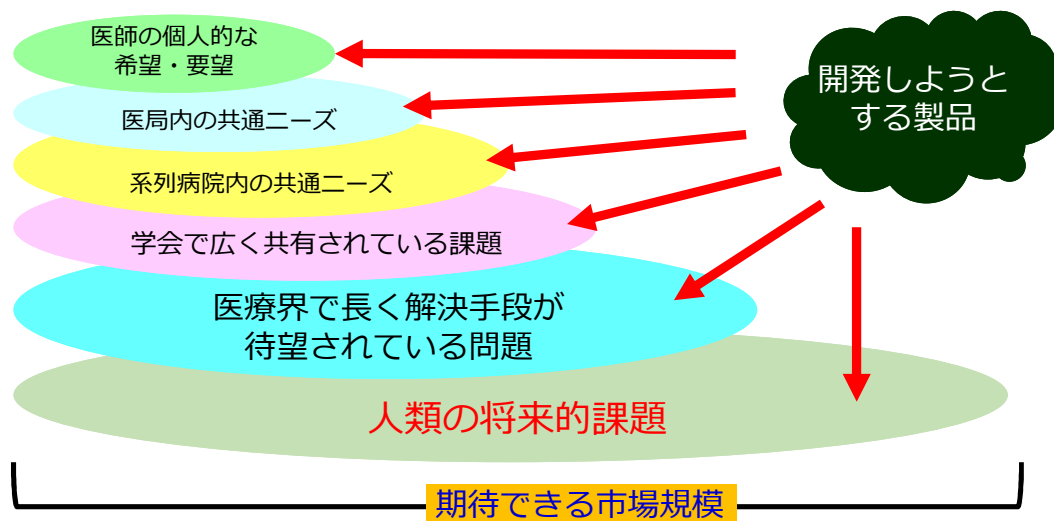 医師の個人的な
希望・要望
医局内の共通ニーズ
系列病院内の共通ニーズ
学会で広く共有されている課題
医療界で長く解決手段が
待望されている問題
人類の将来的課題
開発しようと
する製品
期待できる市場規模